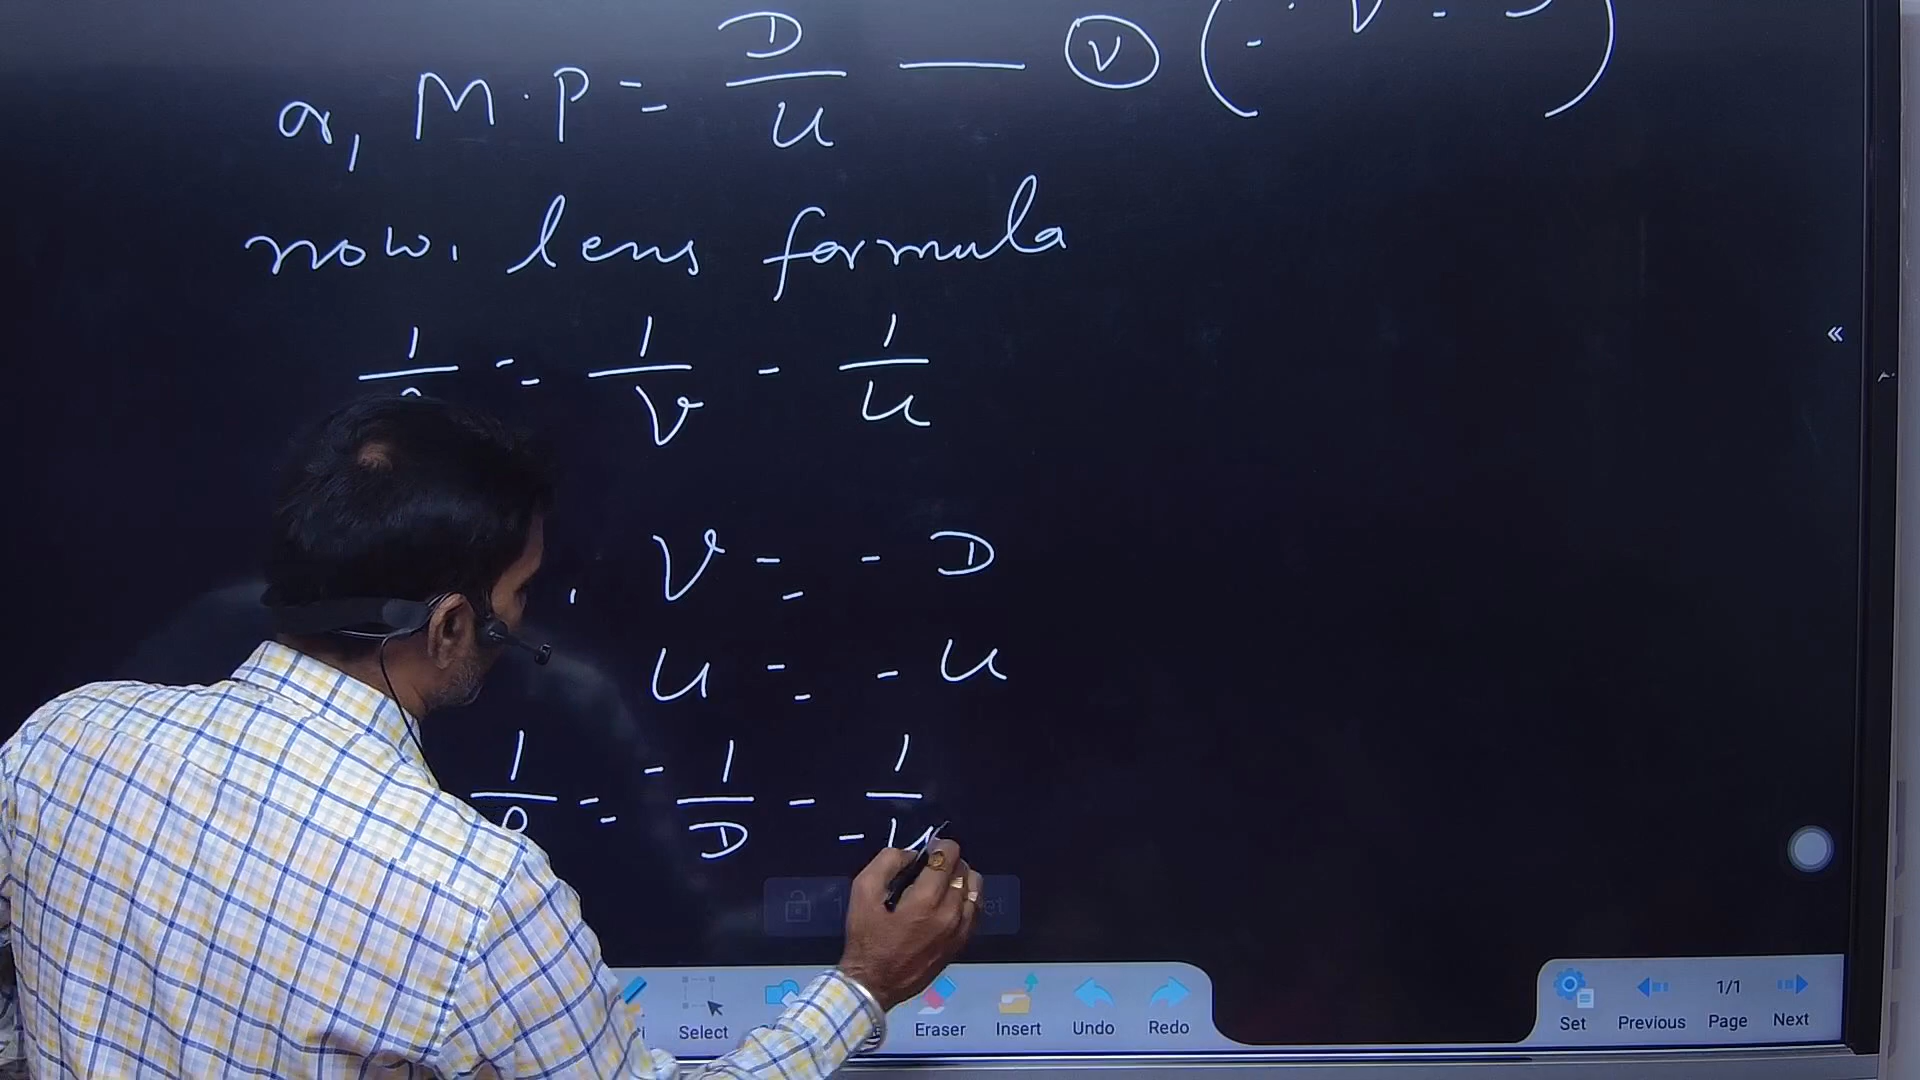 or, M.P = D/u — (v) ( v = )
now, lens formula
1/ = 1/v - 1/u
, v = - D
u = - u
1/ = - 1/D - 1/-u
Select Eraser Insert Undo Redo
Set Previous 1/1 Page Next